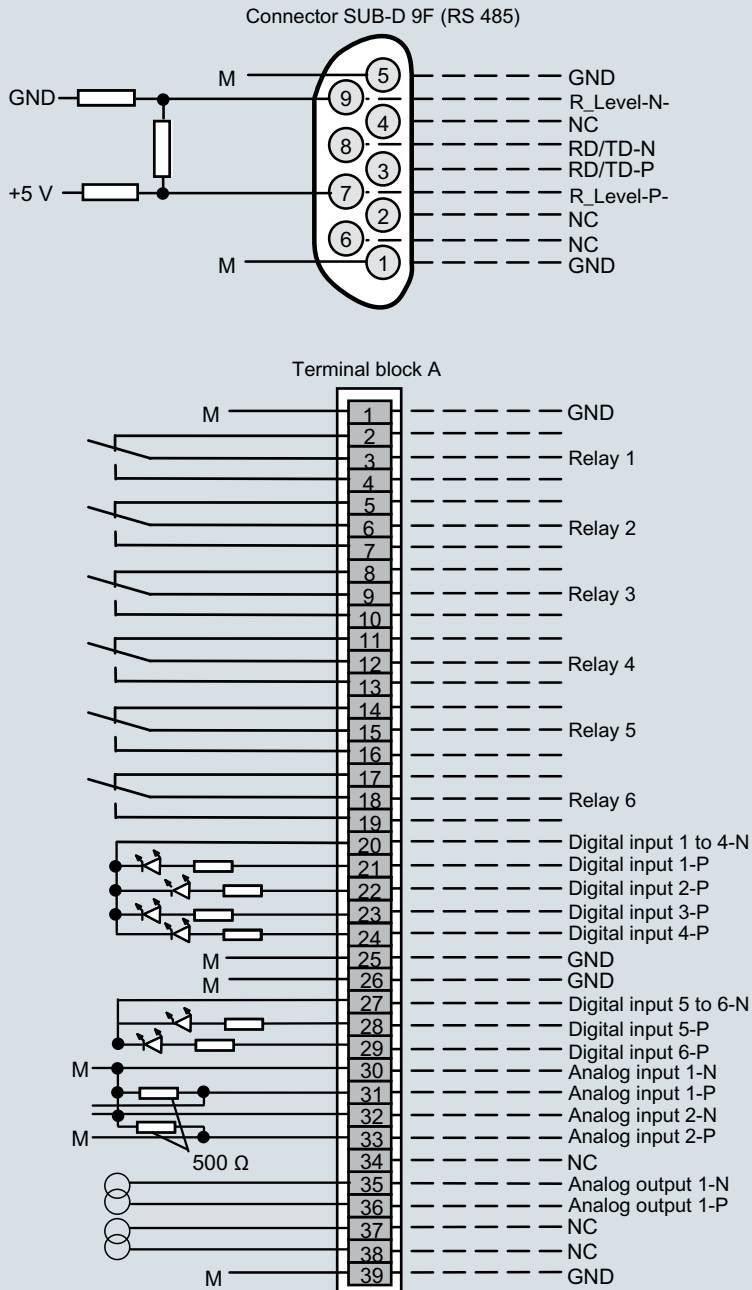 Connector SUB-D 9F (RS 485)
M 5 GND
GND 9 R_Level-N-
4 NC
8 RD/TD-N
3 RD/TD-P
+5 V 7 R_Level-P-
2 NC
6 NC
M 1 GND
Terminal block A
M 1 GND
2
3 Relay 1
4
5
6 Relay 2
7
8
9 Relay 3
10
11
12 Relay 4
13
14
15 Relay 5
16
17
18 Relay 6
19
20 Digital input 1 to 4-N
21 Digital input 1-P
22 Digital input 2-P
23 Digital input 3-P
24 Digital input 4-P
M 25 GND
M 26 GND
27 Digital input 5 to 6-N
28 Digital input 5-P
29 Digital input 6-P
M 30 Analog input 1-N
31 Analog input 1-P
32 Analog input 2-N
M 33 Analog input 2-P
500 Ω 34 NC
35 Analog output 1-N
36 Analog output 1-P
37 NC
38 NC
M 39 GND